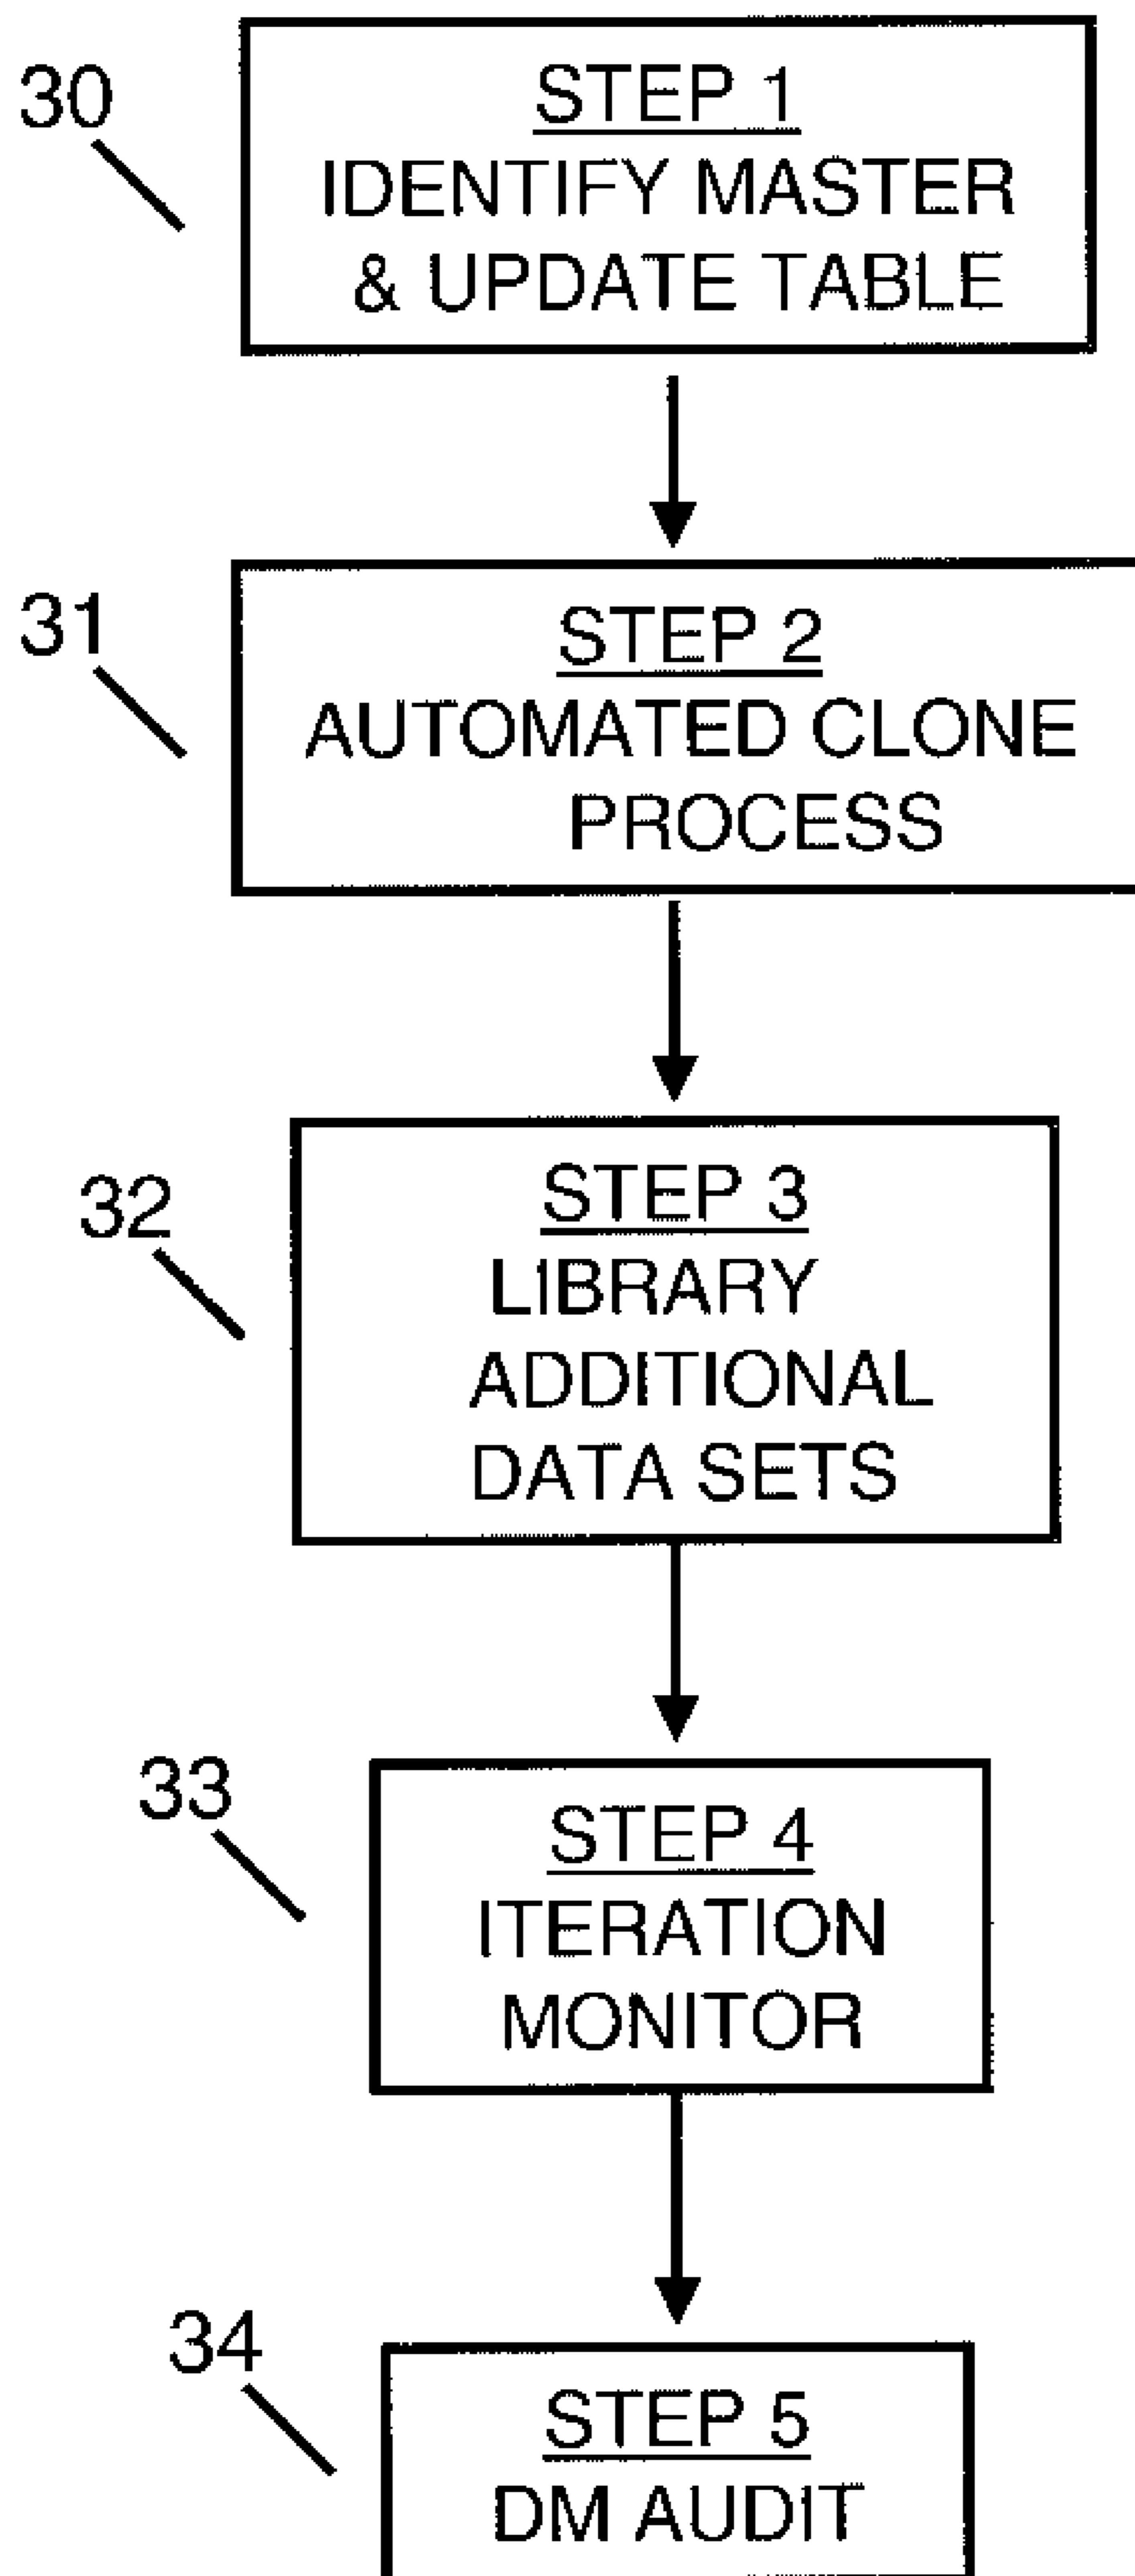 30
STEP 1
IDENTIFY MASTER
& UPDATE TABLE
31
STEP 2
AUTOMATED CLONE
PROCESS
32
STEP 3
LIBRARY
ADDITIONAL
DATA SETS
33
STEP 4
ITERATION
MONITOR
34
STEP 5
DM AUDIT